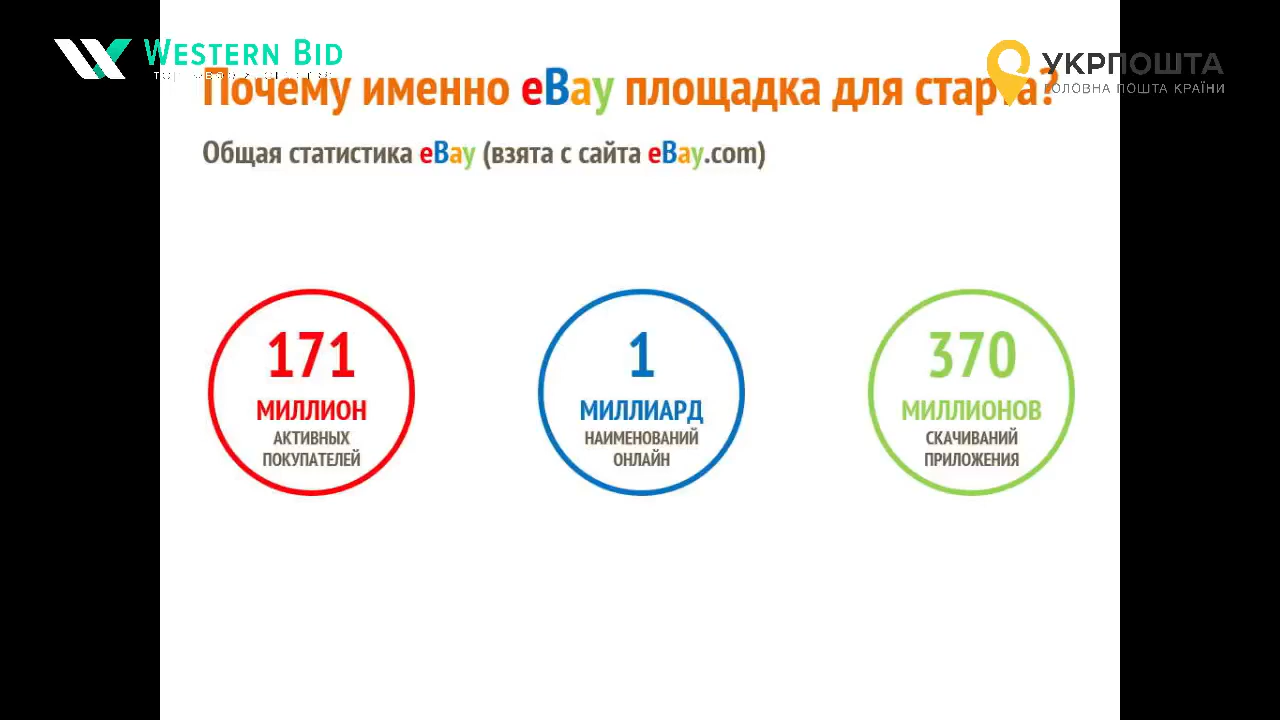 Western Bid
УКРПОШТА
ГОЛОВНА ПОШТА КРАЇНИ
Почему именно eBay площадка для старта?
Общая статистика eBay (взята с сайта eBay.com)
171
МИЛЛИОН
АКТИВНЫХ
ПОКУПАТЕЛЕЙ
1
МИЛЛИАРД
НАИМЕНОВАНИЙ
ОНЛАЙН
370
МИЛЛИОНОВ
СКАЧИВАНИЙ
ПРИЛОЖЕНИЯ